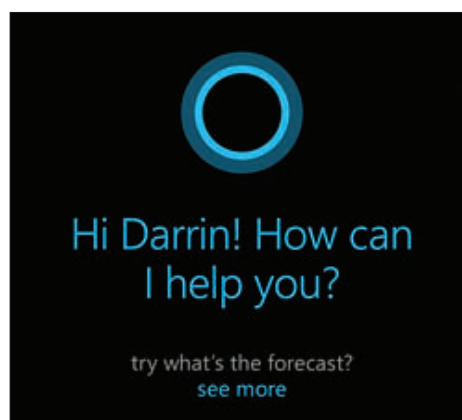 Hi Darrin! How can
I help you?
try what's the forecast?
see more